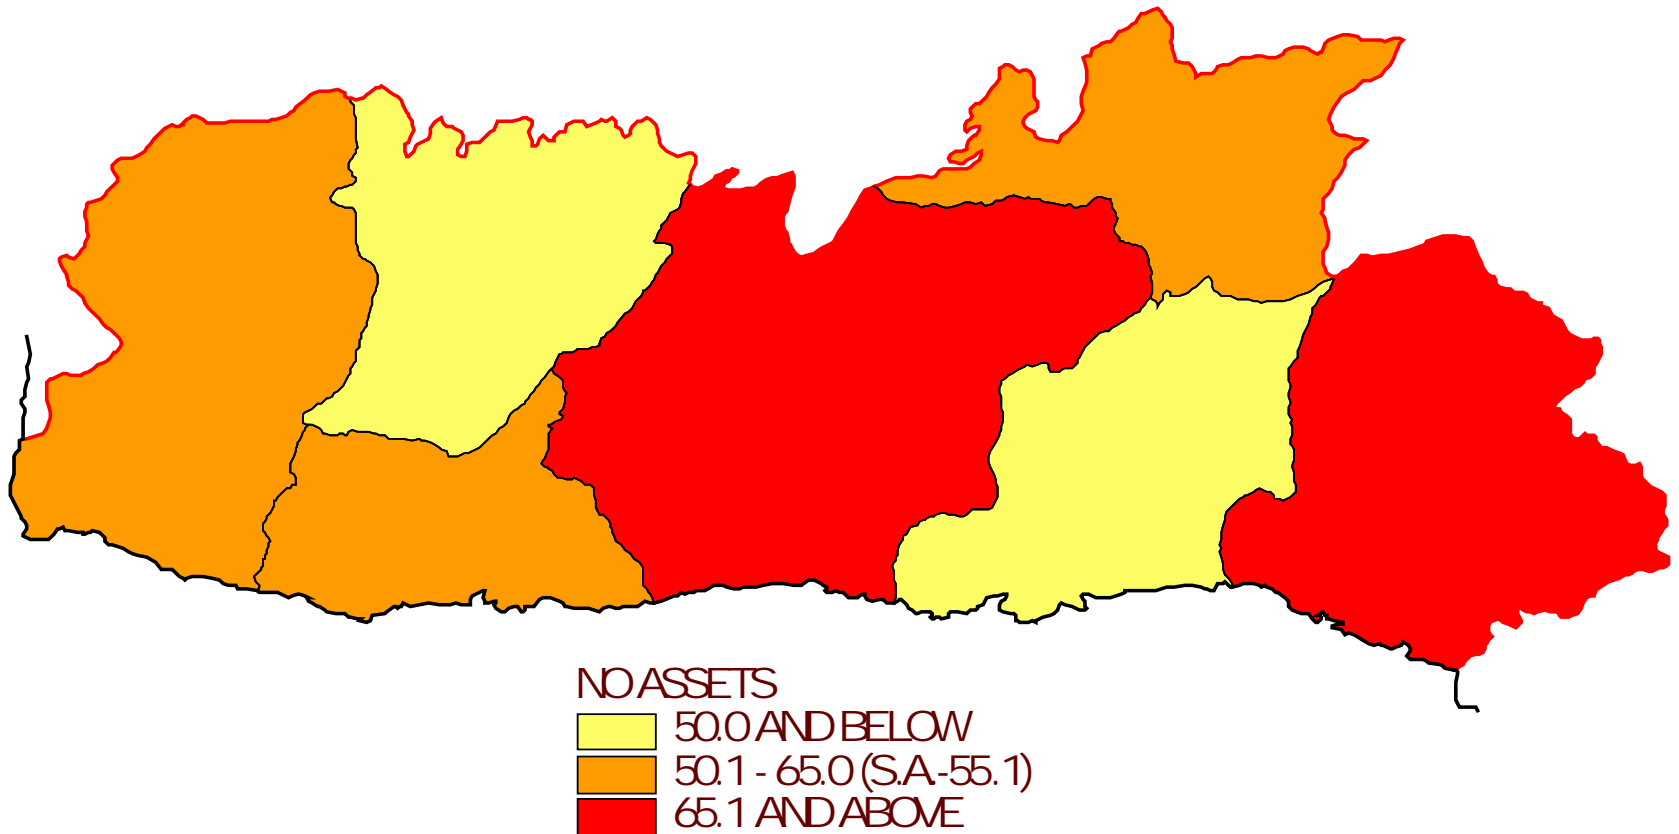 NO ASSETS
50.0 AND BELOW
50.1 - 65.0 (S.A.-55.1)
65.1 AND ABOVE